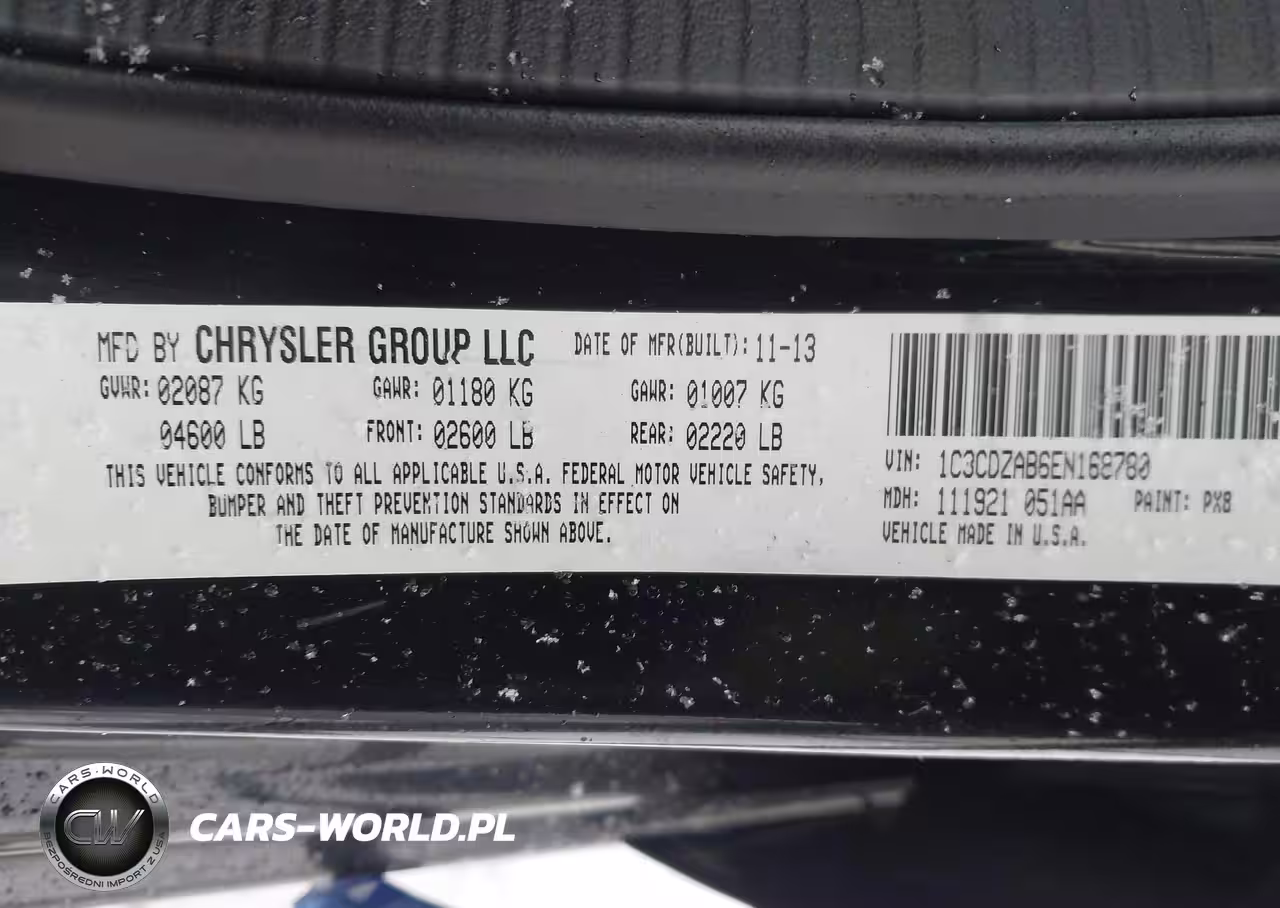 MFD BY CHRYSLER GROUP LLC DATE OF MFR(BUILT): 11-13
GVWR: 02087 KG GAWR: 01180 KG GAWR: 01007 KG
04600 LB FRONT: 02600 LB REAR: 02220 LB
THIS VEHICLE CONFORMS TO ALL APPLICABLE U.S.A. FEDERAL MOTOR VEHICLE SAFETY,
BUMPER AND THEFT PREVENTION STANDARDS IN EFFECT ON
THE DATE OF MANUFACTURE SHOWN ABOVE.
VIN: 1C3CDZAB6EN168780
MDH: 111921 051AA PAINT: PX8
VEHICLE MADE IN U.S.A.
CARS-WORLD
CW
BEZPOŚREDNI IMPORT Z USA
CARS-WORLD.PL